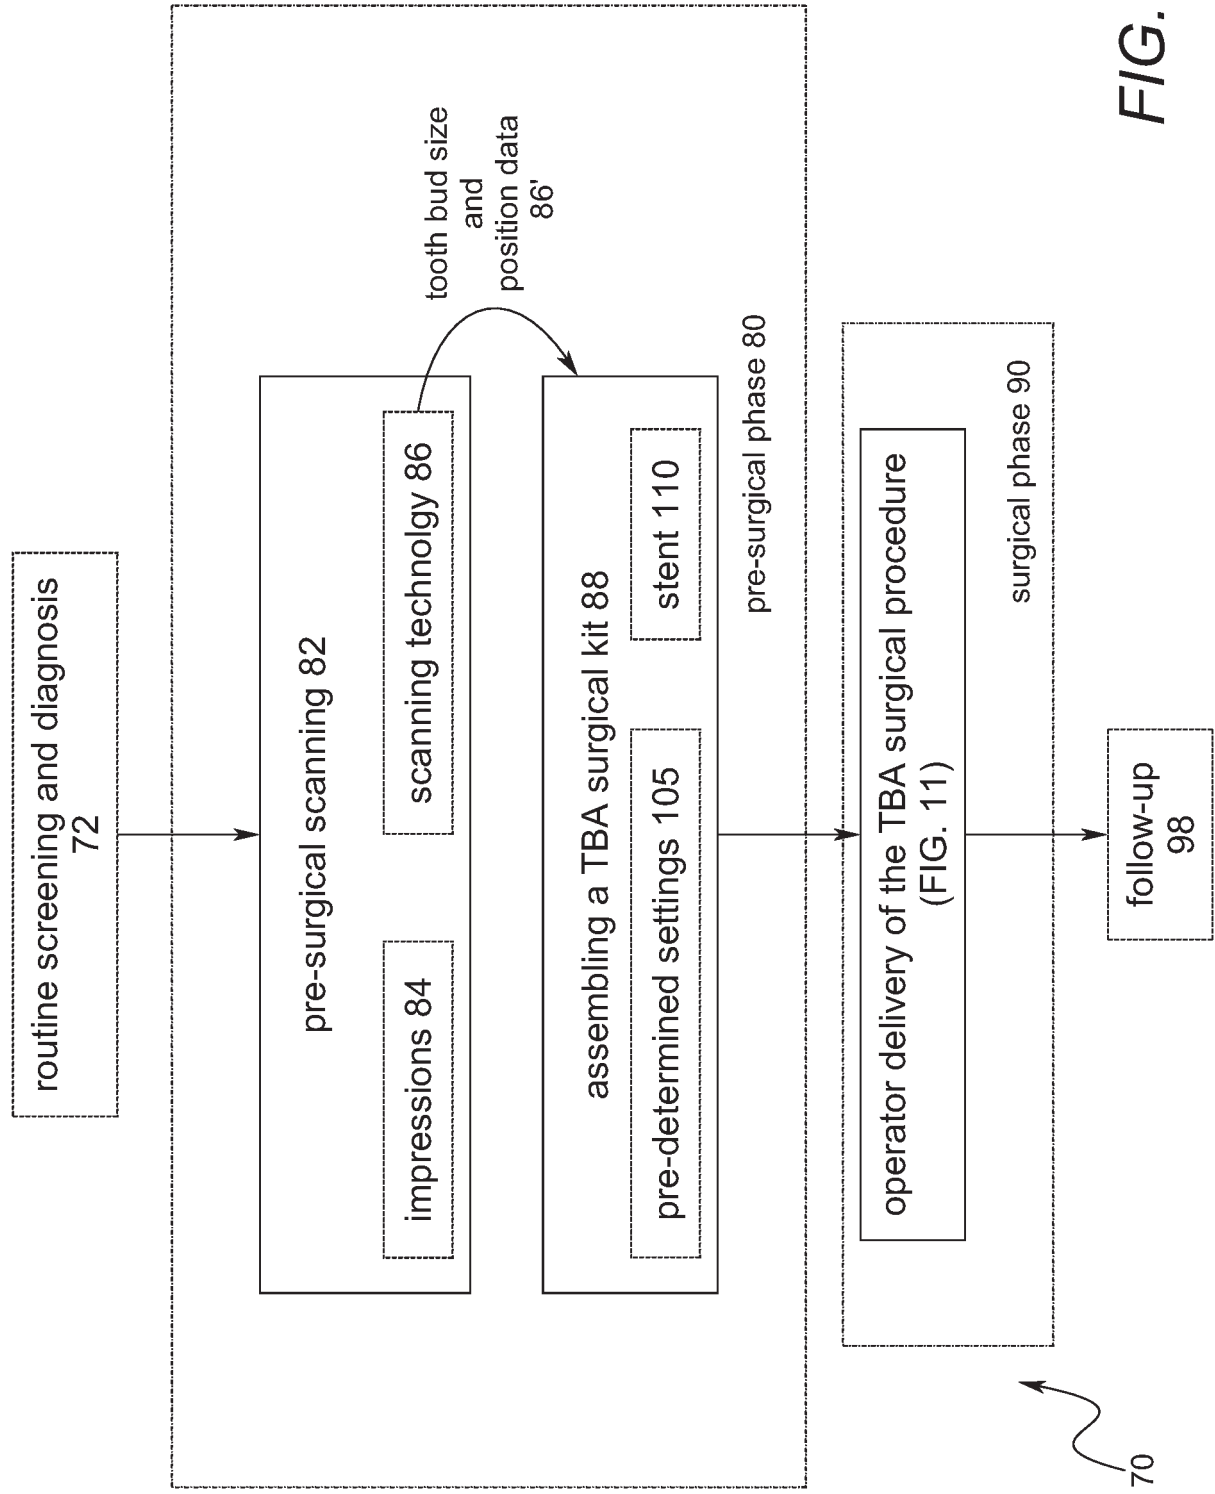 routine screening and diagnosis
72
pre-surgical scanning 82
impressions 84
scanning technolgy 86
tooth bud size
and
position data
86'
assembling a TBA surgical kit 88
pre-determined settings 105
stent 110
pre-surgical phase 80
operator delivery of the TBA surgical procedure
(FIG. 11)
surgical phase 90
follow-up
98
70
FIG.